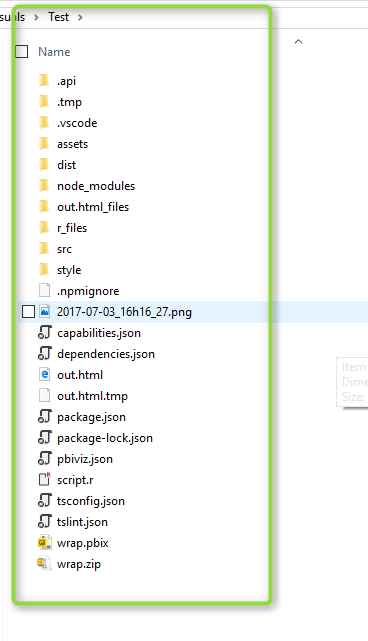 suals > Test >
Name
.api
.tmp
.vscode
assets
dist
node_modules
out.html_files
r_files
src
style
.npmignore
2017-07-03_16h16_27.png
capabilities.json
dependencies.json
out.html
out.html.tmp
package.json
package-lock.json
pbiviz.json
script.r
tsconfig.json
tslint.json
wrap.pbix
wrap.zip
Item
Dime
Size: